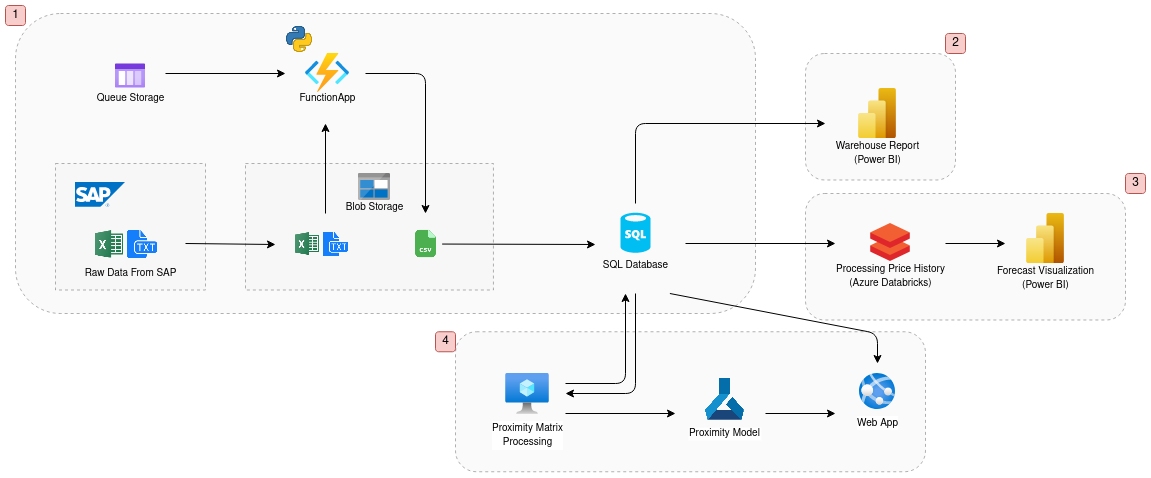 1
Queue Storage
FunctionApp
SAP
®
Blob Storage
X
TXT
X
TXT
CSV
Raw Data From SAP
SQL
SQL Database
2
Warehouse Report
(Power BI)
3
Processing Price History
(Azure Databricks)
Forecast Visualization
(Power BI)
4
Proximity Matrix
Processing
Proximity Model
Web App